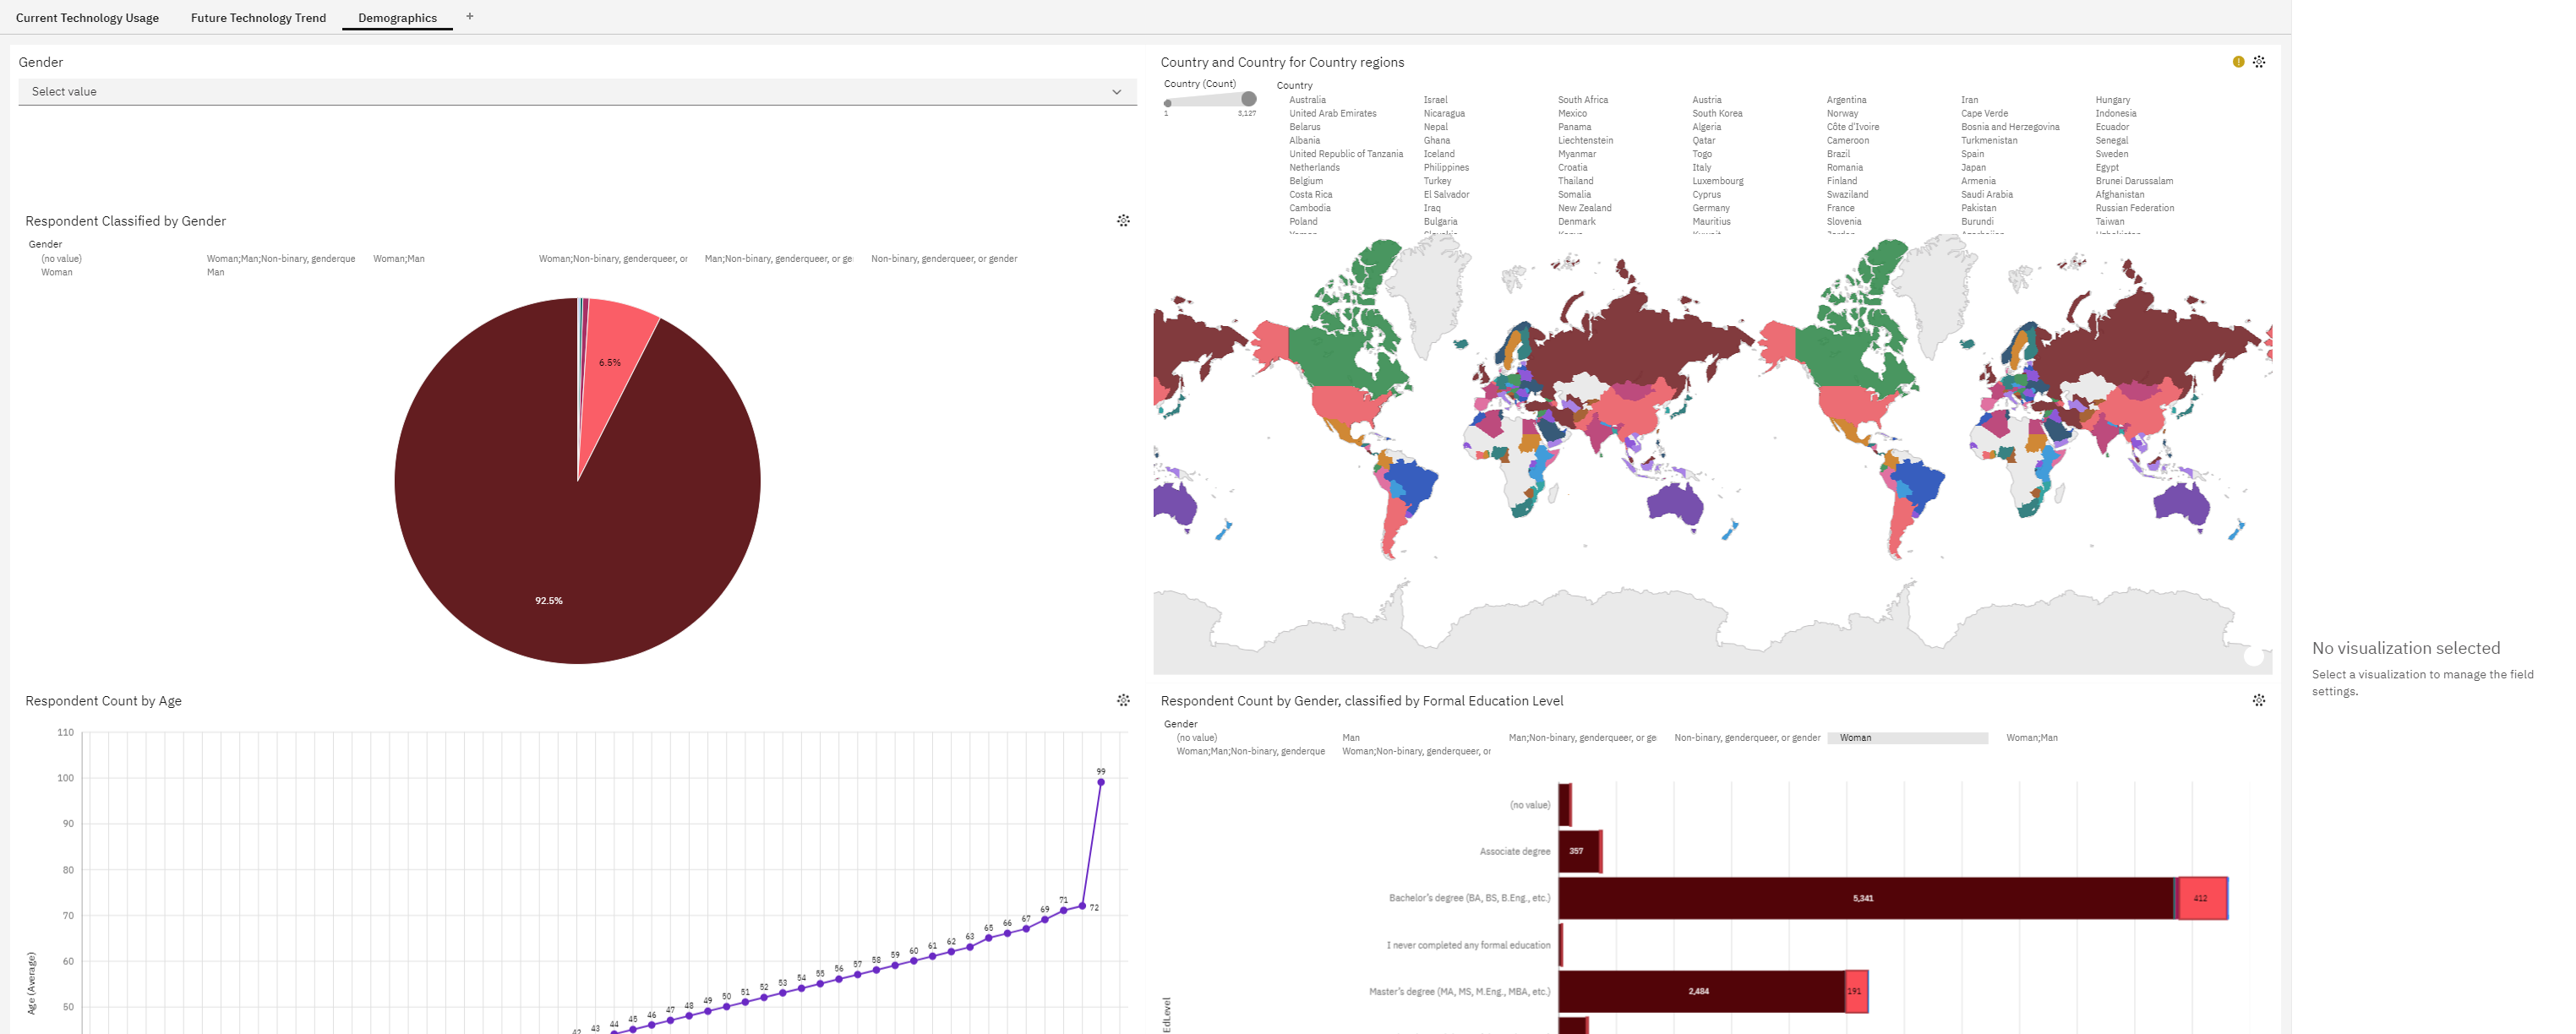 Current Technology Usage
Future Technology Trend
Demographics
+
Gender
Select value
Respondent Classified by Gender
Gender
(no value)
Woman;Man;Non-binary, genderque
Woman;Man
Woman;Non-binary, genderqueer, or
Man;Non-binary, genderqueer, or ge
Non-binary, genderqueer, or gender
Woman
Man
6.5%
92.5%
Country and Country for Country regions
Country (Count)
1
3,127
Country
Australia
Israel
South Africa
Austria
Argentina
Iran
Hungary
United Arab Emirates
Nicaragua
Mexico
South Korea
Norway
Cape Verde
Indonesia
Belarus
Nepal
Panama
Algeria
Côte d'Ivoire
Bosnia and Herzegovina
Ecuador
Albania
Ghana
Liechtenstein
Qatar
Cameroon
Turkmenistan
Senegal
United Republic of Tanzania
Iceland
Myanmar
Togo
Brazil
Spain
Sweden
Netherlands
Philippines
Croatia
Italy
Romania
Japan
Egypt
Belgium
Turkey
Thailand
Luxembourg
Finland
Armenia
Brunei Darussalam
Costa Rica
El Salvador
Somalia
Cyprus
Swaziland
Saudi Arabia
Afghanistan
Cambodia
Iraq
New Zealand
Germany
France
Pakistan
Russian Federation
Poland
Bulgaria
Denmark
Mauritius
Slovenia
Burundi
Taiwan
Respondent Count by Age
110
100
90
80
70
60
50
Age (Average)
42
43
44
45
46
47
48
49
50
51
52
53
54
55
56
57
58
59
60
61
62
63
65
66
67
69
71
72
99
Respondent Count by Gender, classified by Formal Education Level
Gender
(no value)
Man
Man;Non-binary, genderqueer, or ge
Non-binary, genderqueer, or gender
Woman
Woman;Man
Woman;Man;Non-binary, genderque
Woman;Non-binary, genderqueer, or
(no value)
Associate degree
357
Bachelor's degree (BA, BS, B.Eng., etc.)
5,341
412
I never completed any formal education
Master's degree (MA, MS, M.Eng., MBA, etc.)
2,484
191
EdLevel
No visualization selected
Select a visualization to manage the field
settings.